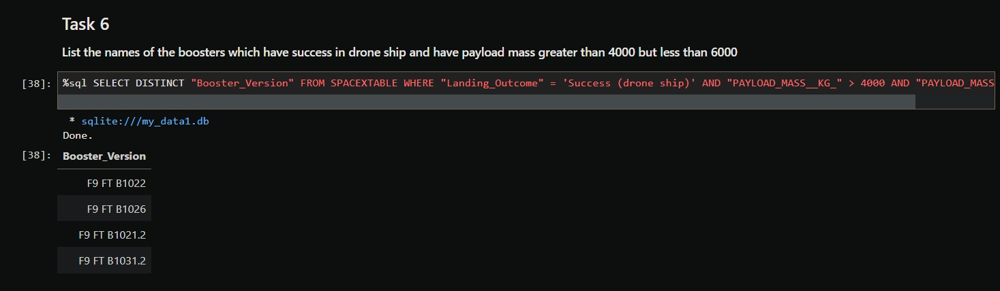 Task 6
List the names of the boosters which have success in drone ship and have payload mass greater than 4000 but less than 6000
[38]: %sql SELECT DISTINCT "Booster_Version" FROM SPACEXTABLE WHERE "Landing_Outcome" = 'Success (drone ship)' AND "PAYLOAD_MASS__KG_" > 4000 AND "PAYLOAD_MASS
* sqlite:///my_data1.db
Done.
[38]: Booster_Version
F9 FT B1022
F9 FT B1026
F9 FT B1021.2
F9 FT B1031.2